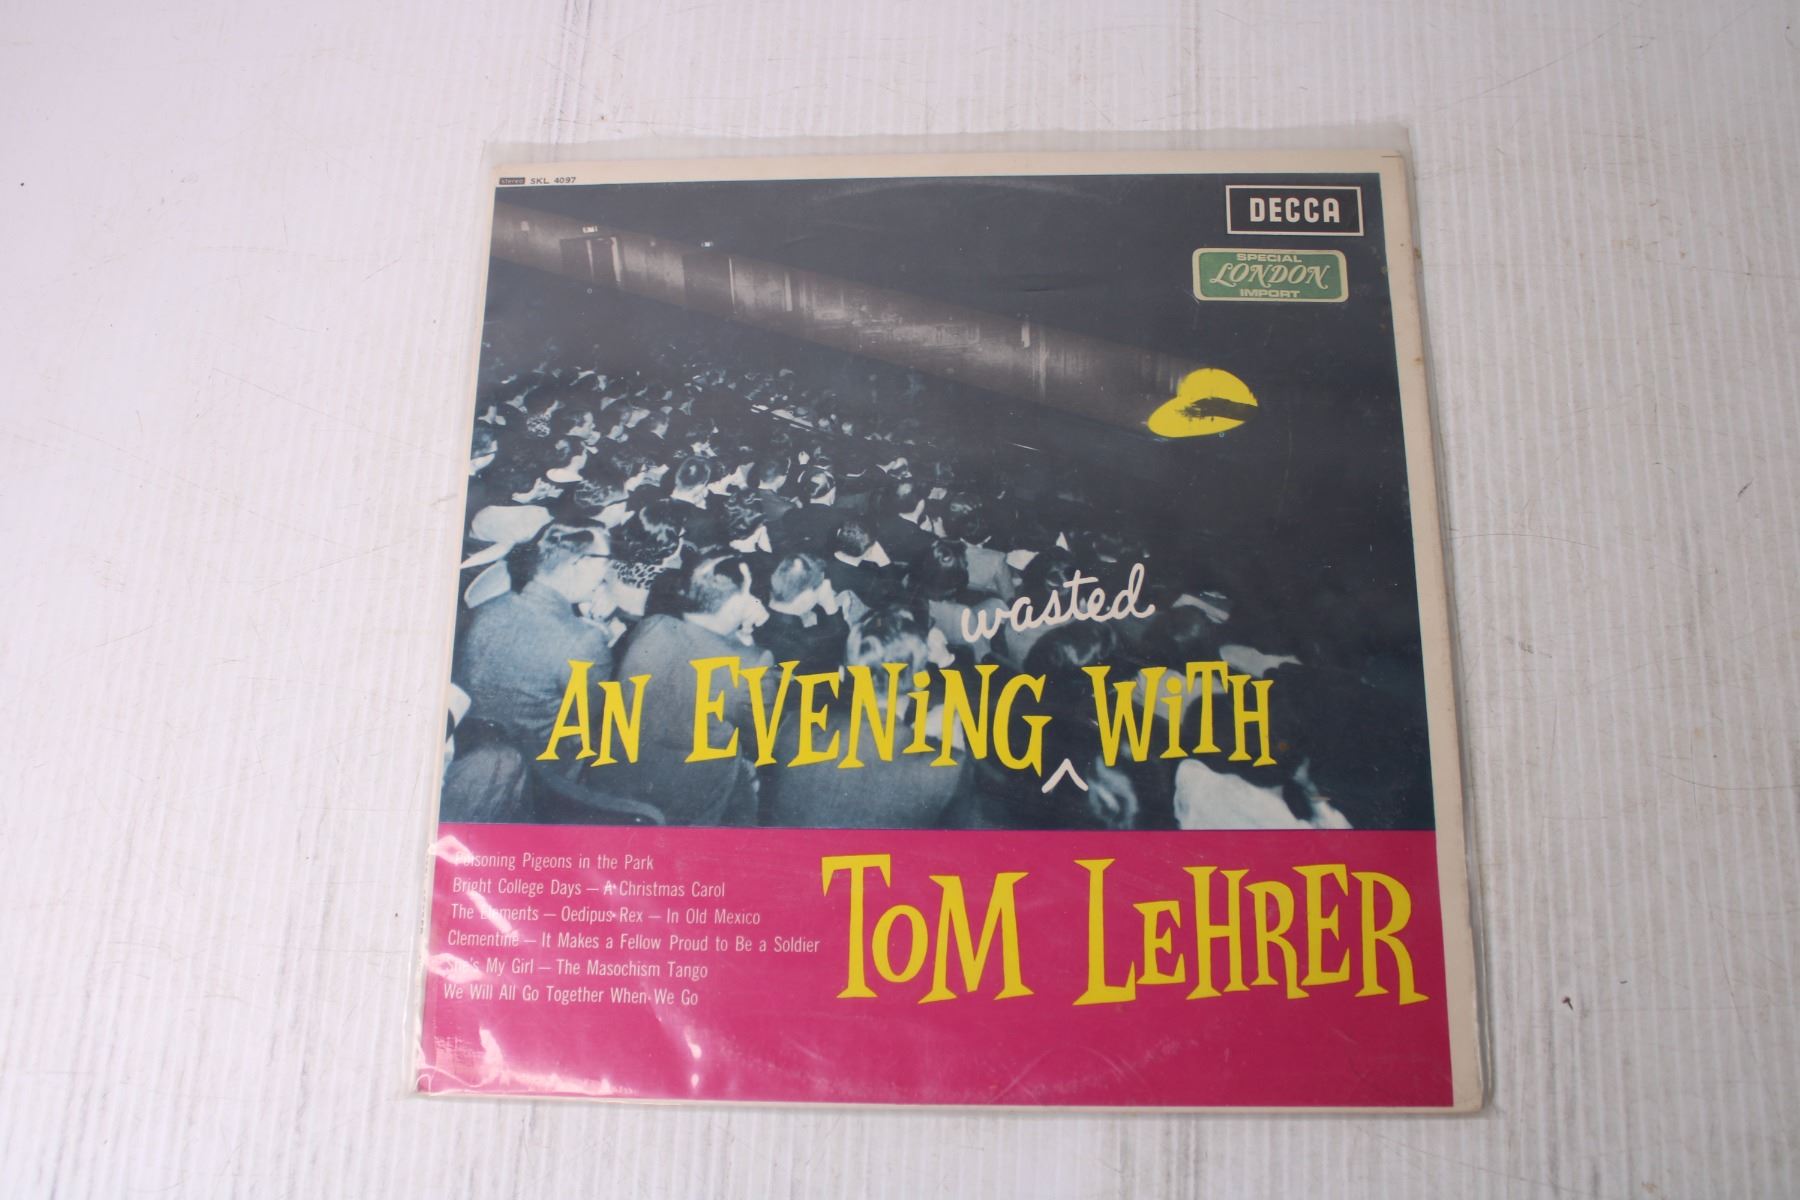 stereo SKL 4097
DECCA
SPECIAL
LONDON
IMPORT
wasted
AN EVENiNG ^ WiTH
TOM LEHRER
Poisoning Pigeons in the Park
Bright College Days — A Christmas Carol
The Elements — Oedipus Rex — In Old Mexico
Clementine — It Makes a Fellow Proud to Be a Soldier
She's My Girl — The Masochism Tango
We Will All Go Together When We Go